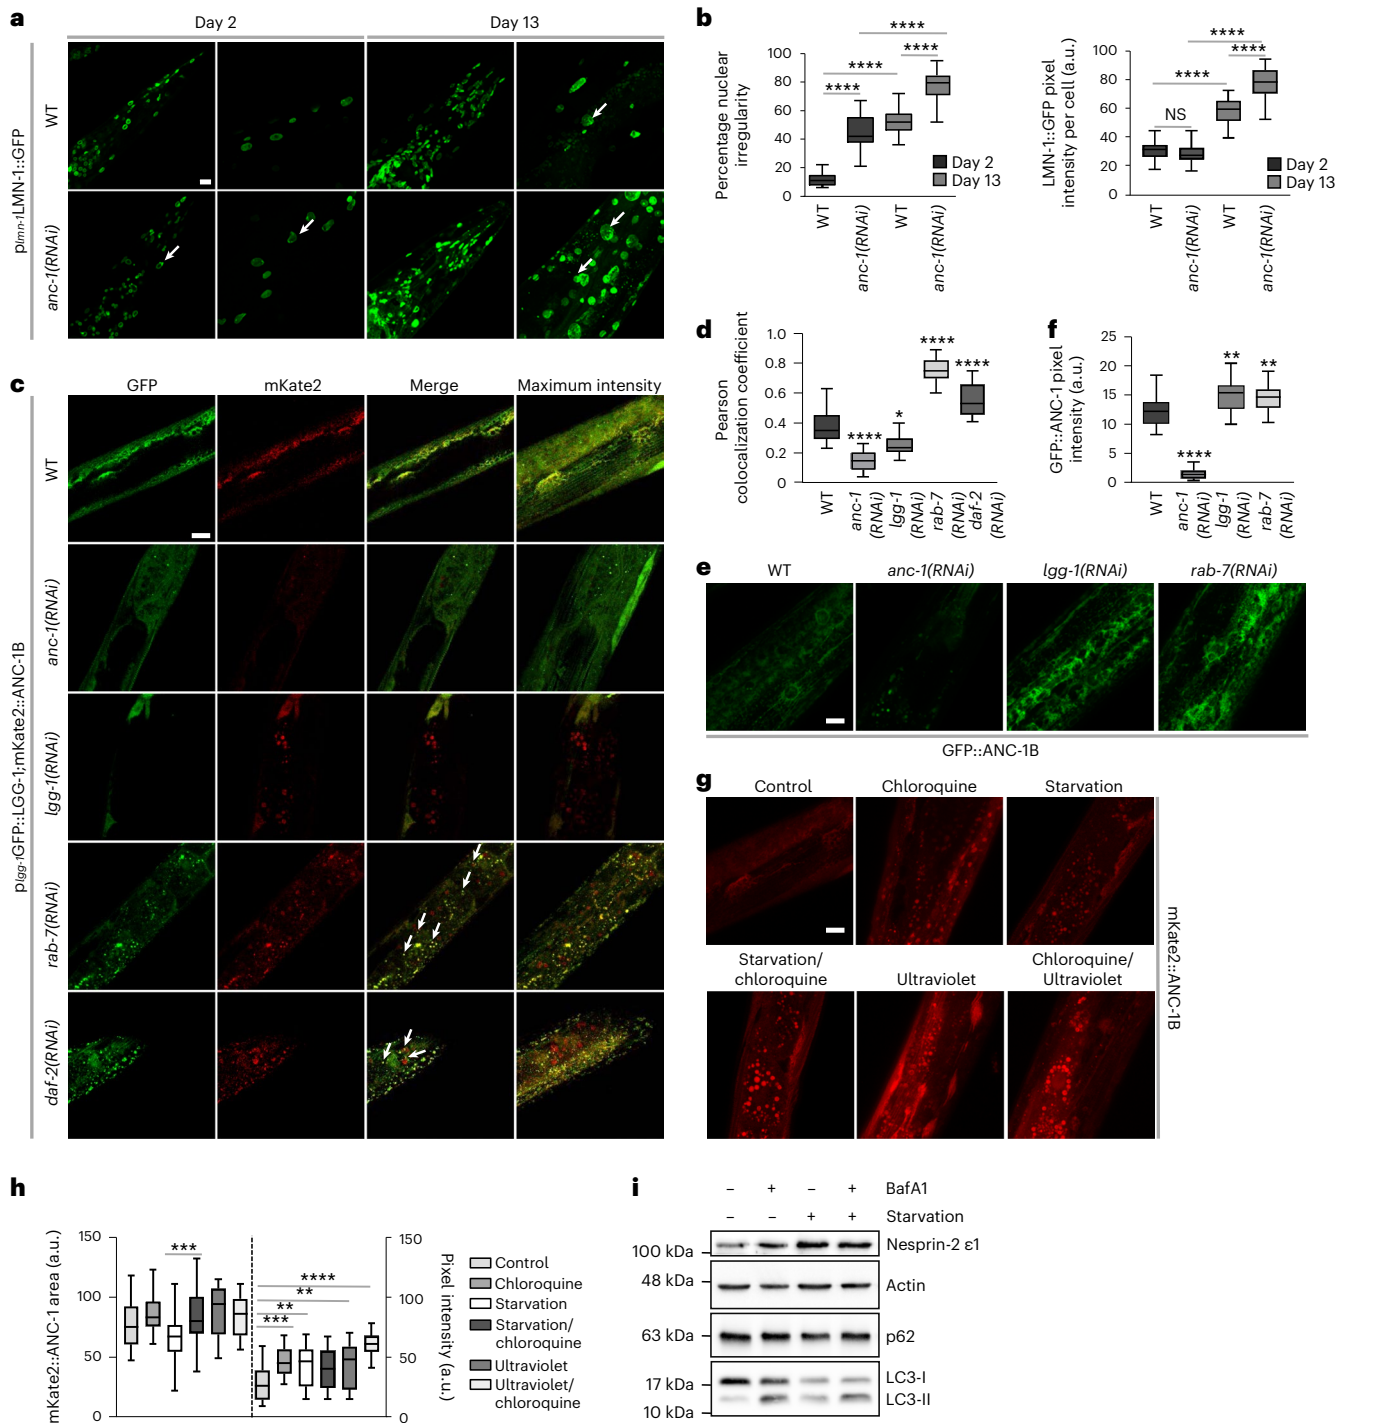 a
Day 2
Day 13
plmn-1LMN-1::GFP
WT
anc-1(RNAi)
b
Percentage nuclear
irregularity
100
80
60
40
20
0
****
****
****
****
Day 2
Day 13
WT
anc-1(RNAi)
WT
anc-1(RNAi)
LMN-1::GFP pixel
intensity per cell (a.u.)
100
80
60
40
20
0
****
****
****
NS
Day 2
Day 13
WT
anc-1(RNAi)
WT
anc-1(RNAi)
c
GFP
mKate2
Merge
Maximum intensity
plgg-1GFP::LGG-1;mKate2::ANC-1B
WT
anc-1(RNAi)
lgg-1(RNAi)
rab-7(RNAi)
daf-2(RNAi)
d
Pearson
colocalization coefficient
1.0
0.8
0.6
0.4
0.2
0
****
*
****
****
WT
anc-1
(RNAi)
lgg-1
(RNAi)
rab-7
(RNAi)
daf-2
(RNAi)
f
GFP::ANC-1 pixel
intensity (a.u.)
25
20
15
10
5
0
****
**
**
WT
anc-1
(RNAi)
lgg-1
(RNAi)
rab-7
(RNAi)
e
WT
anc-1(RNAi)
lgg-1(RNAi)
rab-7(RNAi)
GFP::ANC-1B
g
Control
Chloroquine
Starvation
Starvation/
chloroquine
Ultraviolet
Chloroquine/
Ultraviolet
mKate2::ANC-1B
h
mKate2::ANC-1 area (a.u.)
150
100
50
0
***
****
**
**
***
150
100
50
0
Pixel intensity (a.u.)
Control
Chloroquine
Starvation
Starvation/
chloroquine
Ultraviolet
Ultraviolet/
chloroquine
i
– + – + BafA1
– – + + Starvation
100 kDa
Nesprin-2 ε1
48 kDa
Actin
63 kDa
p62
LC3-I
17 kDa
LC3-II
10 kDa